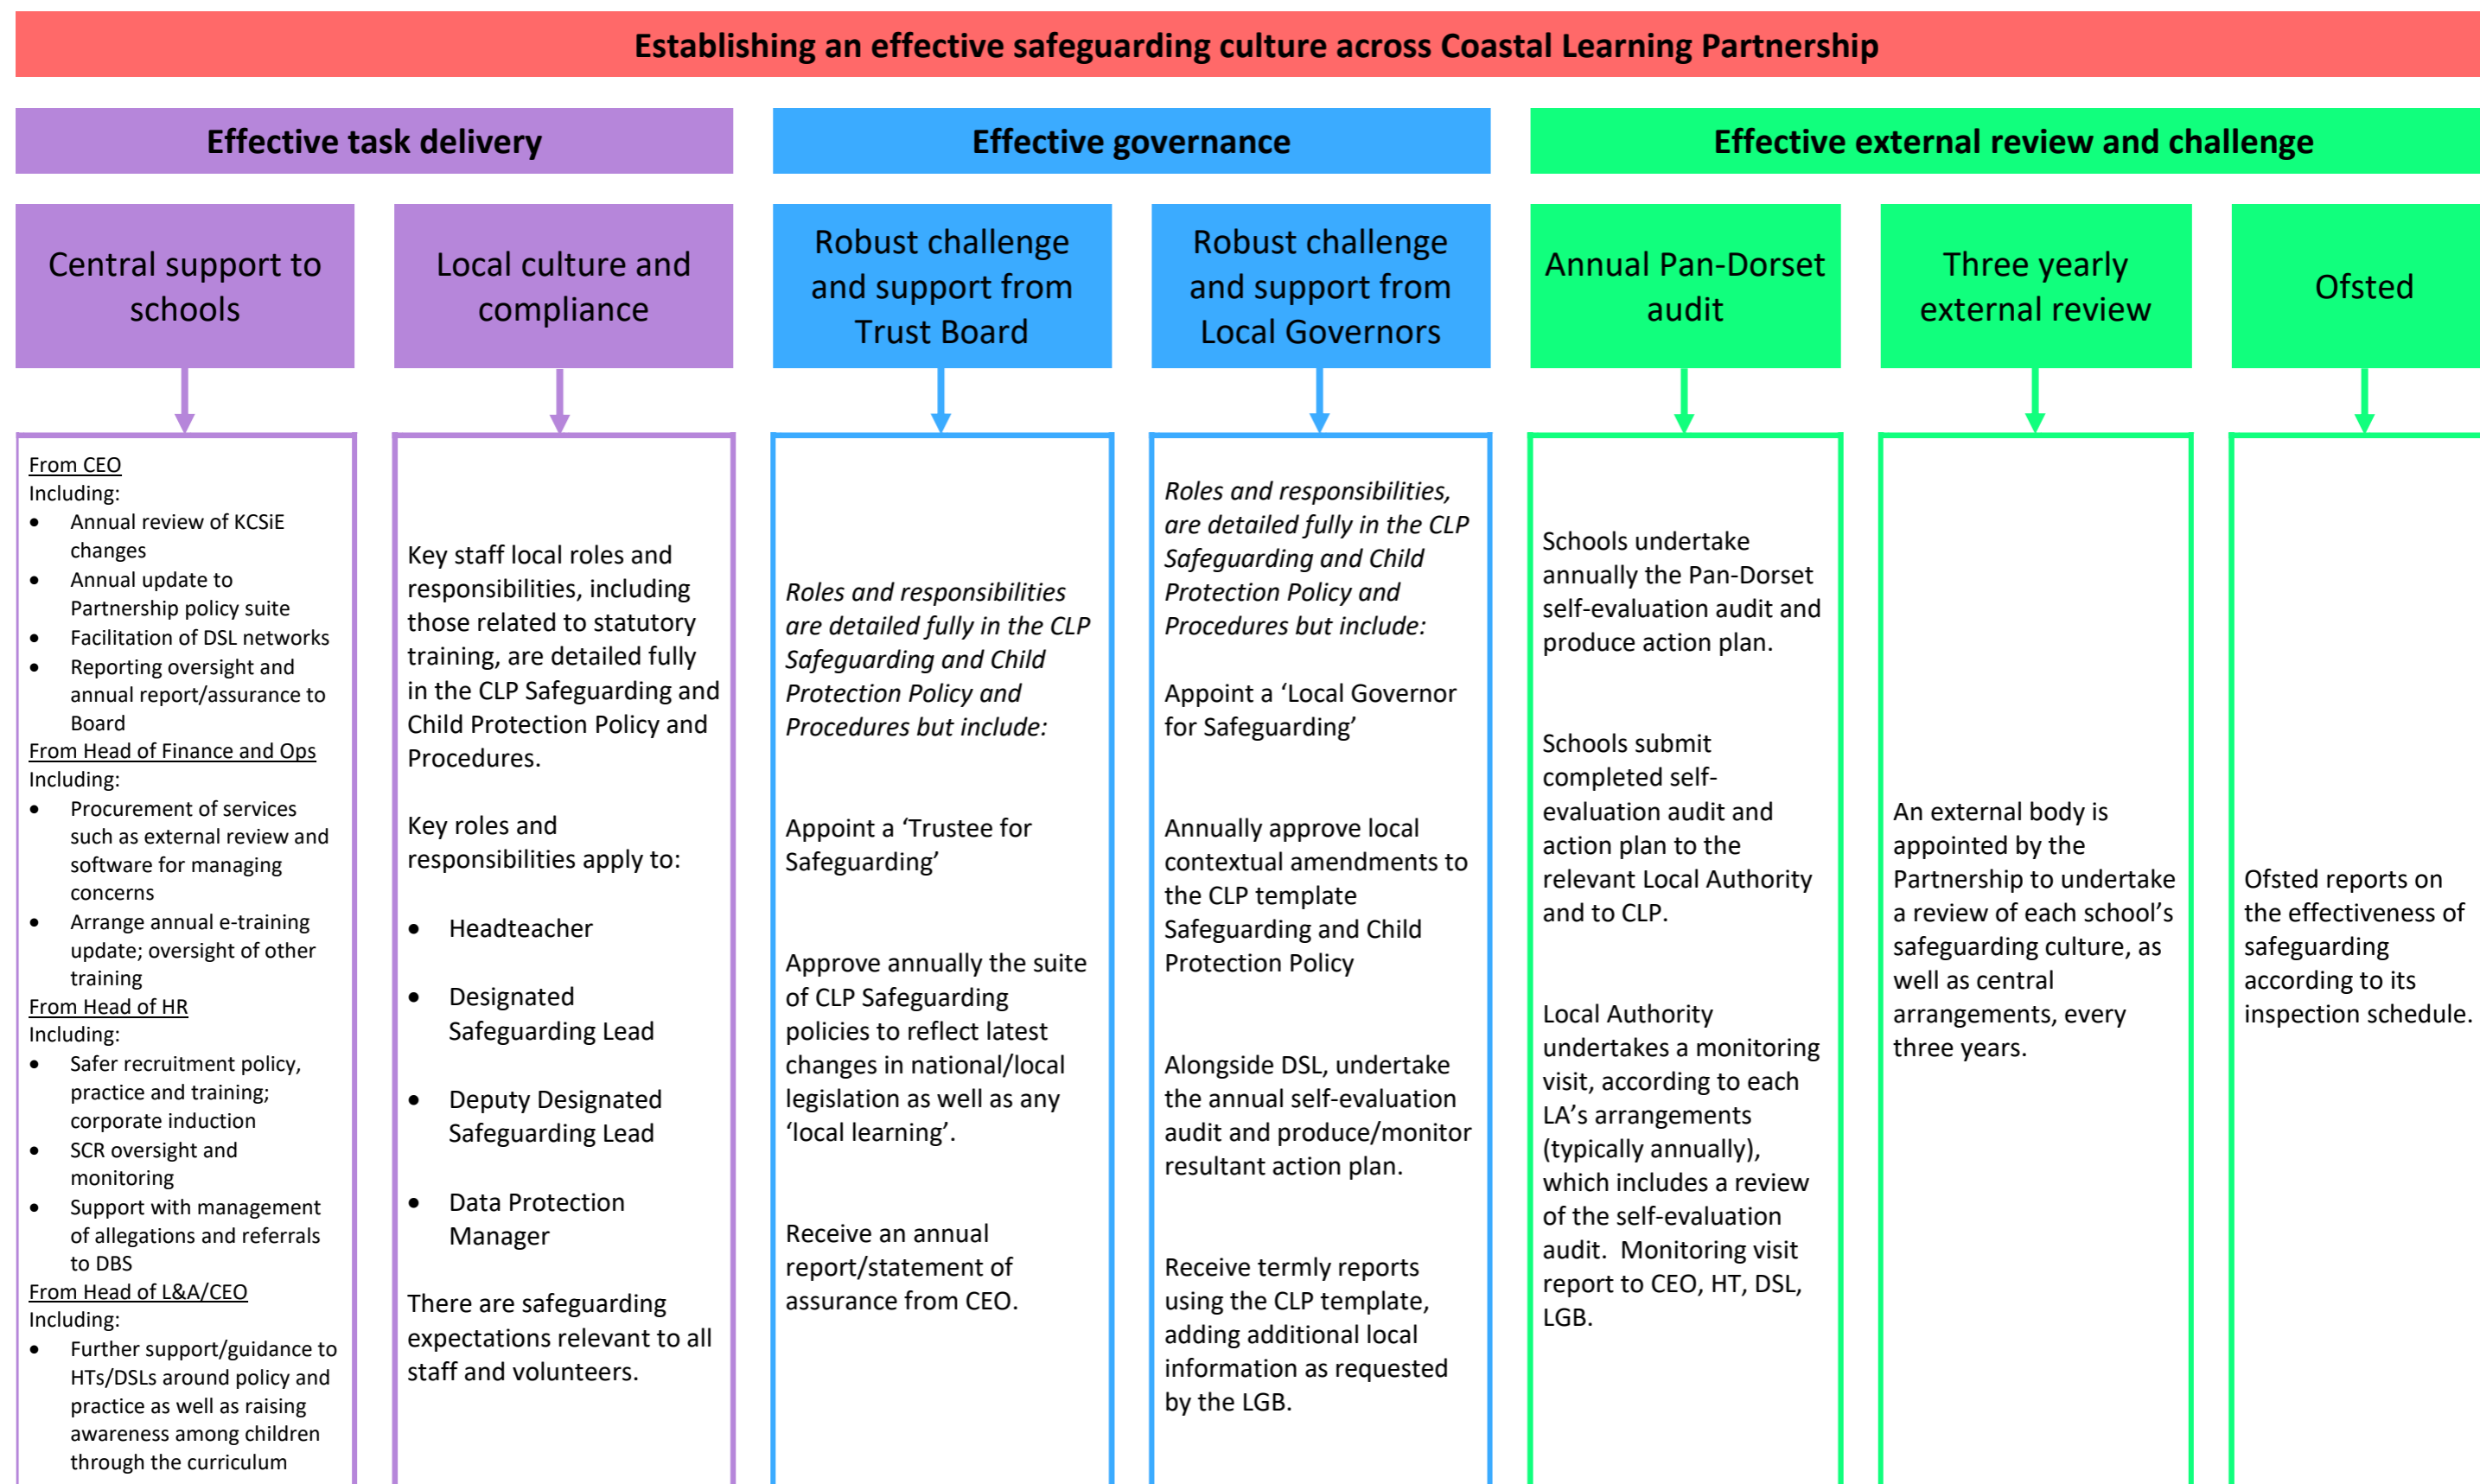 Establishing an effective safeguarding culture across Coastal Learning Partnership
Effective task delivery
Effective governance
Effective external review and challenge
Central support to
schools
Local culture and
compliance
Robust challenge
and support from
Trust Board
Robust challenge
and support from
Local Governors
Annual Pan-Dorset
audit
Three yearly
external review
Ofsted
From CEO
Including:
• Annual review of KCSiE
changes
• Annual update to
Partnership policy suite
• Facilitation of DSL networks
• Reporting oversight and
annual report/assurance to
Board
From Head of Finance and Ops
Including:
• Procurement of services
such as external review and
software for managing
concerns
• Arrange annual e-training
update; oversight of other
training
From Head of HR
Including:
• Safer recruitment policy,
practice and training;
corporate induction
• SCR oversight and
monitoring
• Support with management
of allegations and referrals
to DBS
From Head of L&A/CEO
Including:
• Further support/guidance to
HTs/DSLs around policy and
practice as well as raising
awareness among children
through the curriculum
Key staff local roles and
responsibilities, including
those related to statutory
training, are detailed fully
in the CLP Safeguarding and
Child Protection Policy and
Procedures.
Key roles and
responsibilities apply to:
• Headteacher
• Designated
Safeguarding Lead
• Deputy Designated
Safeguarding Lead
• Data Protection
Manager
There are safeguarding
expectations relevant to all
staff and volunteers.
Roles and responsibilities
are detailed fully in the CLP
Safeguarding and Child
Protection Policy and
Procedures but include:
Appoint a ‘Trustee for
Safeguarding’
Approve annually the suite
of CLP Safeguarding
policies to reflect latest
changes in national/local
legislation as well as any
‘local learning’.
Receive an annual
report/statement of
assurance from CEO.
Roles and responsibilities,
are detailed fully in the CLP
Safeguarding and Child
Protection Policy and
Procedures but include:
Appoint a ‘Local Governor
for Safeguarding’
Annually approve local
contextual amendments to
the CLP template
Safeguarding and Child
Protection Policy
Alongside DSL, undertake
the annual self-evaluation
audit and produce/monitor
resultant action plan.
Receive termly reports
using the CLP template,
adding additional local
information as requested
by the LGB.
Schools undertake
annually the Pan-Dorset
self-evaluation audit and
produce action plan.
Schools submit
completed self-
evaluation audit and
action plan to the
relevant Local Authority
and to CLP.
Local Authority
undertakes a monitoring
visit, according to each
LA’s arrangements
(typically annually),
which includes a review
of the self-evaluation
audit.  Monitoring visit
report to CEO, HT, DSL,
LGB.
An external body is
appointed by the
Partnership to undertake
a review of each school’s
safeguarding culture, as
well as central
arrangements, every
three years.
Ofsted reports on
the effectiveness of
safeguarding
according to its
inspection schedule.